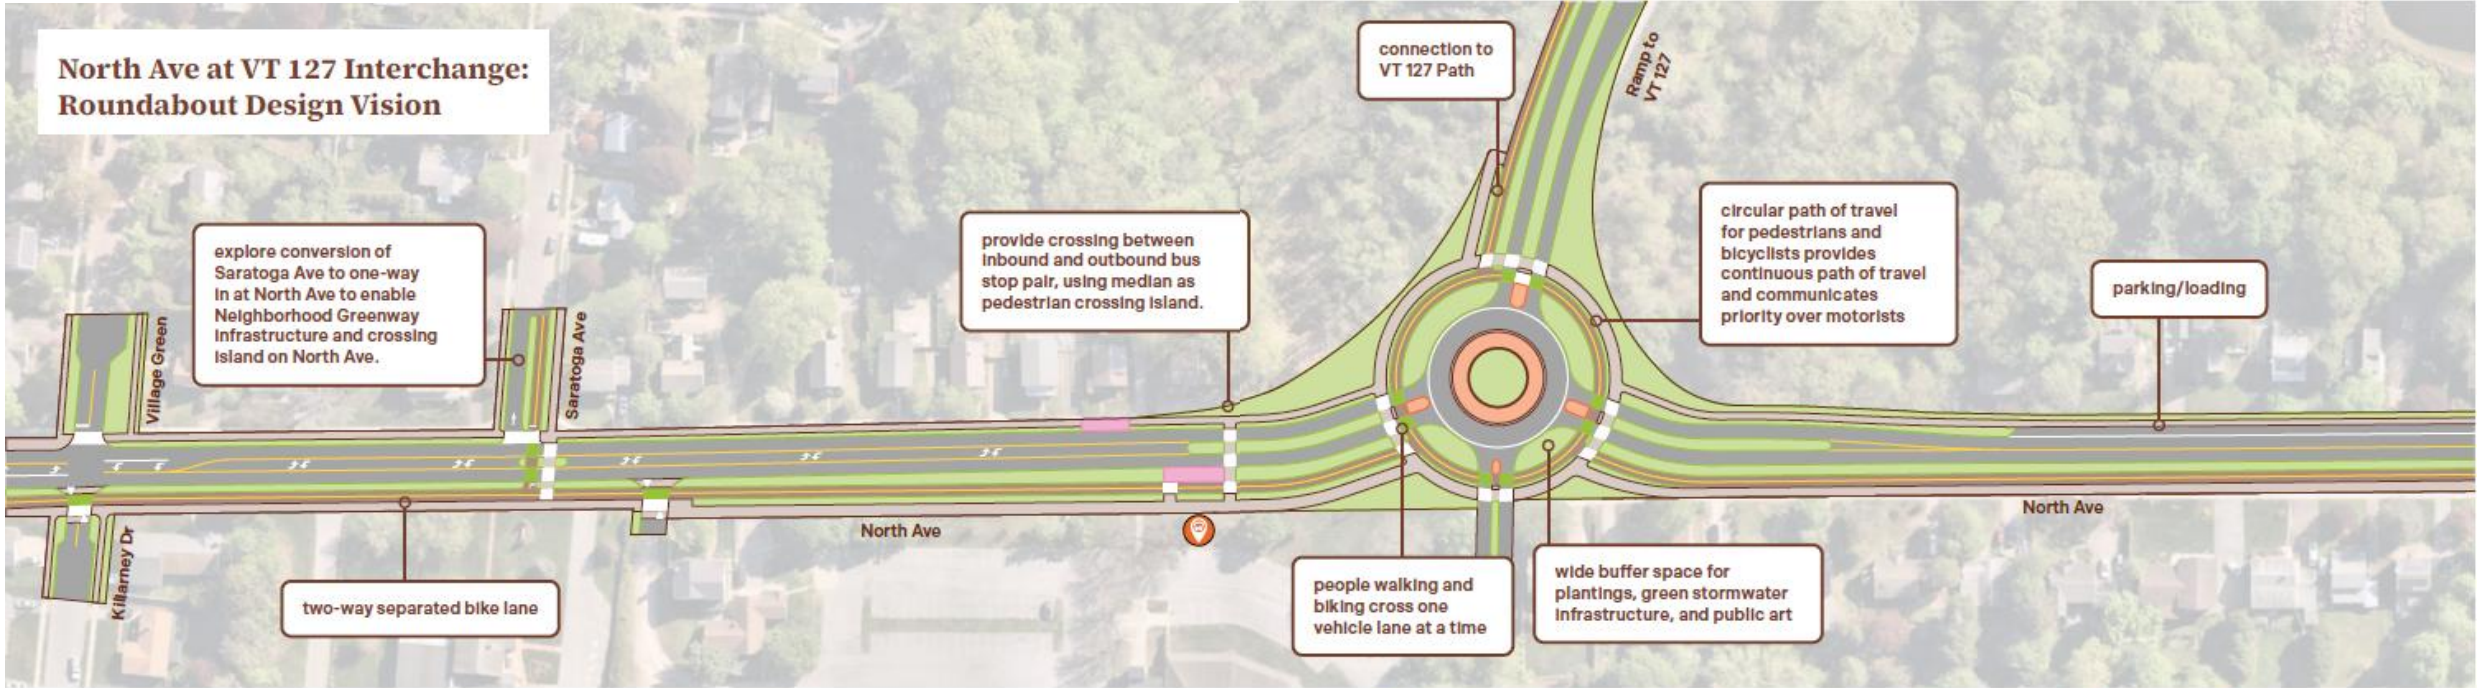 North Ave at VT 127 Interchange:
Roundabout Design Vision
connection to
VT 127 Path
Ramp to
VT 127
explore conversion of
Saratoga Ave to one-way
in at North Ave to enable
Neighborhood Greenway
infrastructure and crossing
island on North Ave.
provide crossing between
inbound and outbound bus
stop pair, using median as
pedestrian crossing island.
circular path of travel
for pedestrians and
bicyclists provides
continuous path of travel
and communicates
priority over motorists
parking/loading
Village Green
Saratoga Ave
Killarney Dr
North Ave
North Ave
two-way separated bike lane
people walking and
biking cross one
vehicle lane at a time
wide buffer space for
plantings, green stormwater
infrastructure, and public art